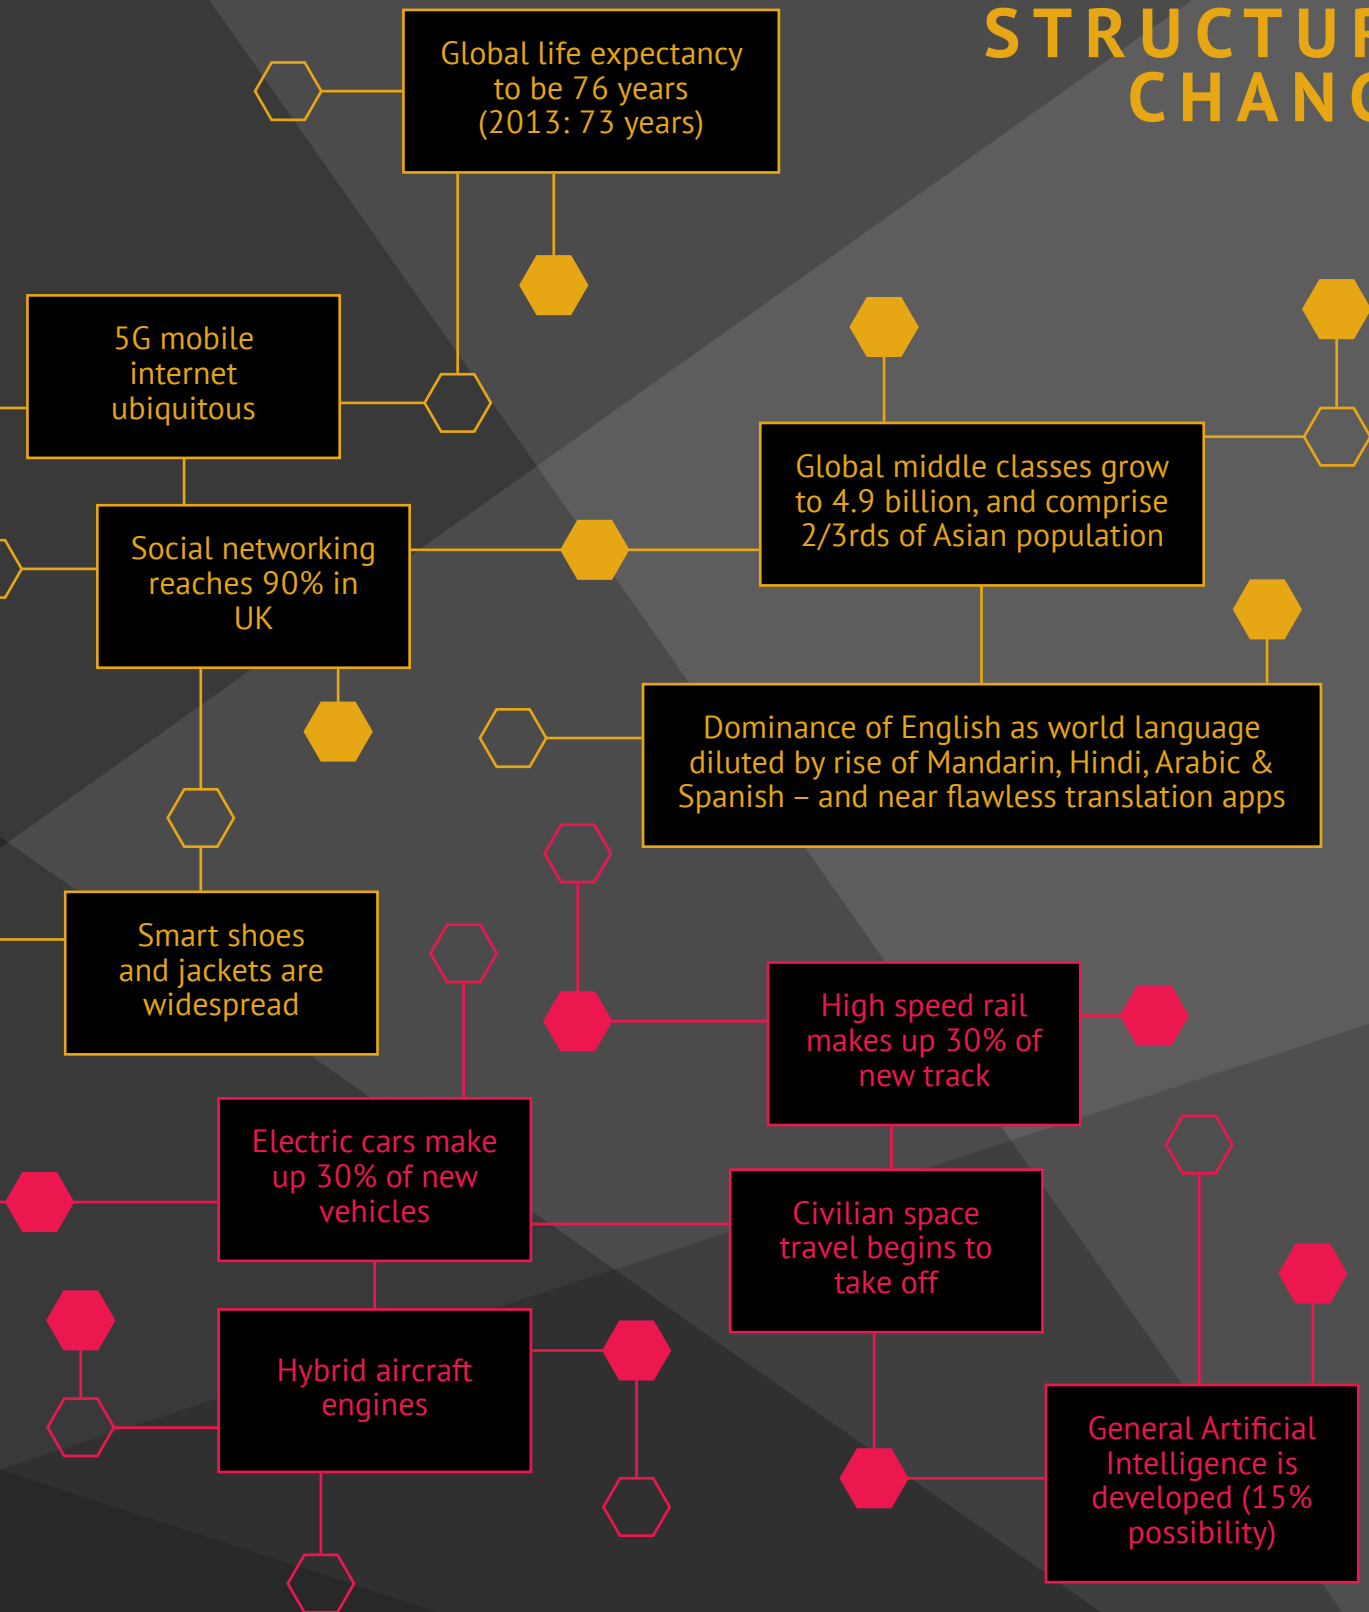 STRUCTUR
CHANG
Global life expectancy
to be 76 years
(2013: 73 years)
5G mobile
internet
ubiquitous
Global middle classes grow
to 4.9 billion, and comprise
2/3rds of Asian population
Social networking
reaches 90% in
UK
Dominance of English as world language
diluted by rise of Mandarin, Hindi, Arabic &
Spanish – and near flawless translation apps
Smart shoes
and jackets are
widespread
High speed rail
makes up 30% of
new track
Electric cars make
up 30% of new
vehicles
Civilian space
travel begins to
take off
Hybrid aircraft
engines
General Artificial
Intelligence is
developed (15%
possibility)